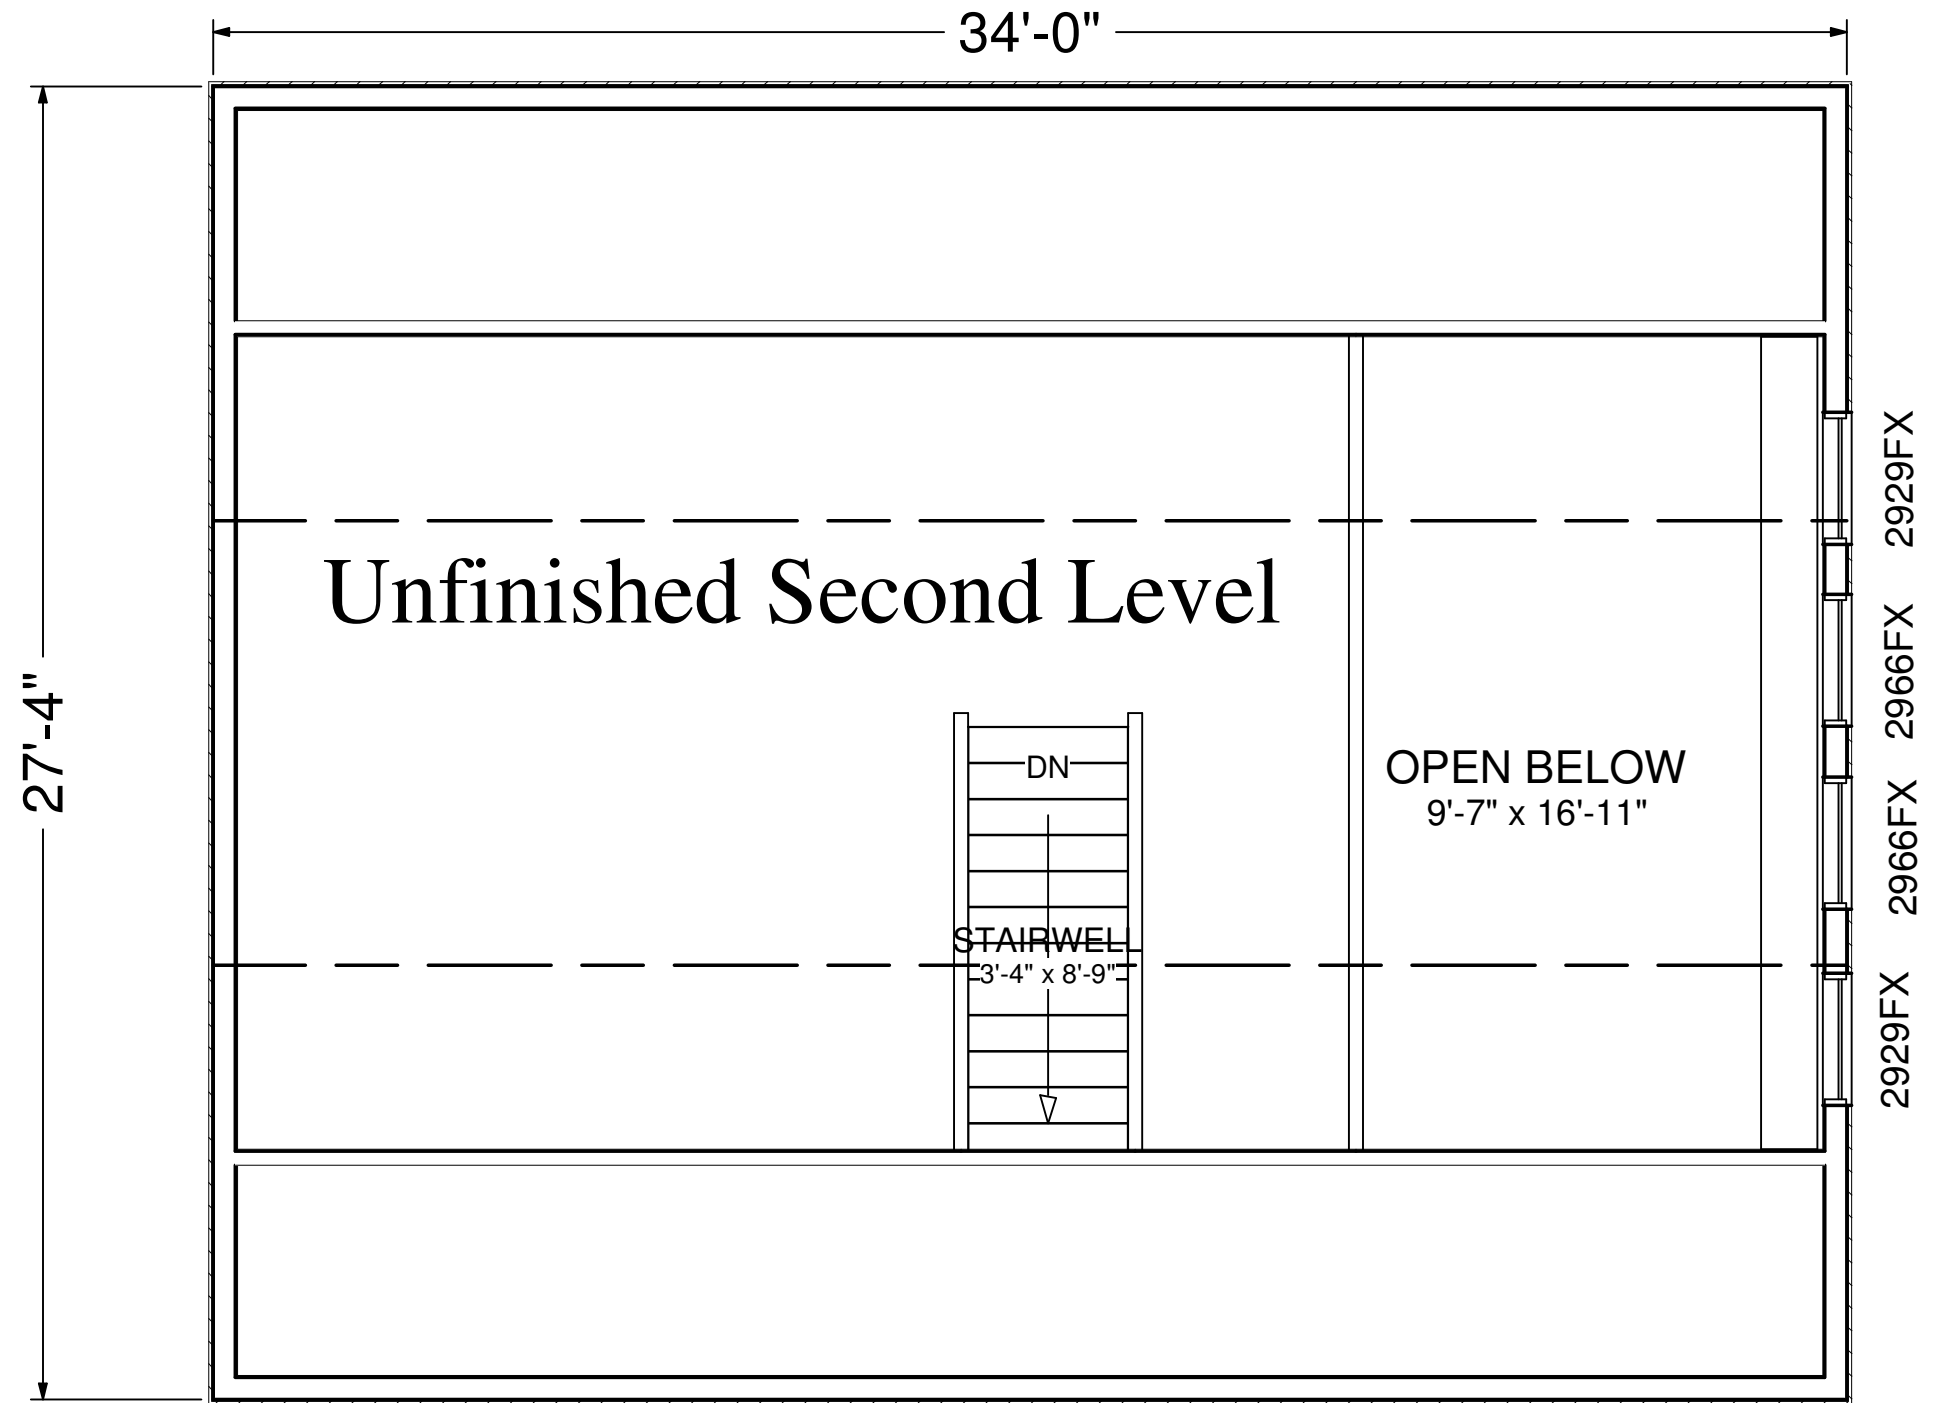 34'-0"
27'-4"
Unfinished Second Level
DN
STAIRWELL
3'-4" x 8'-9"
OPEN BELOW
9'-7" x 16'-11"
2929FX
2966FX
2966FX
2929FX